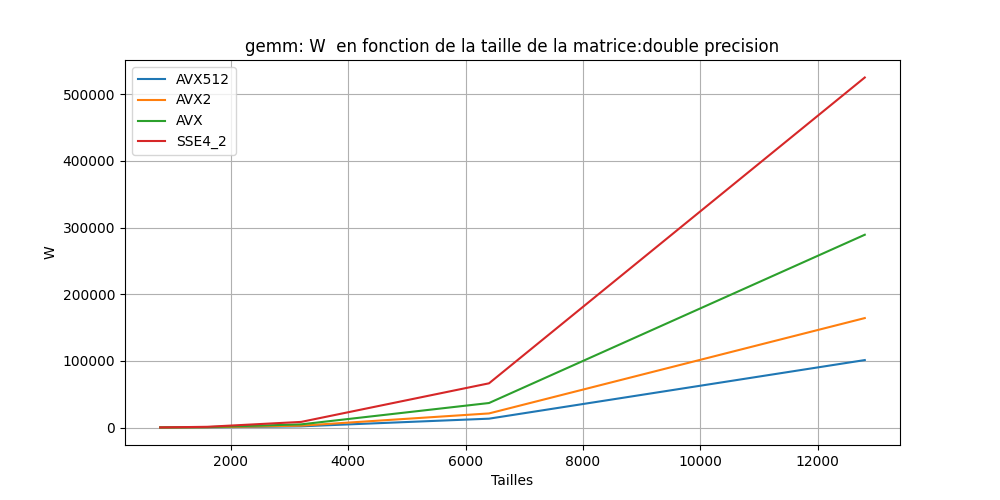 gemm: W  en fonction de la taille de la matrice:double precision
AVX512
AVX2
AVX
SSE4_2
500000
400000
300000
200000
100000
0
W
2000 4000 6000 8000 10000 12000
Tailles